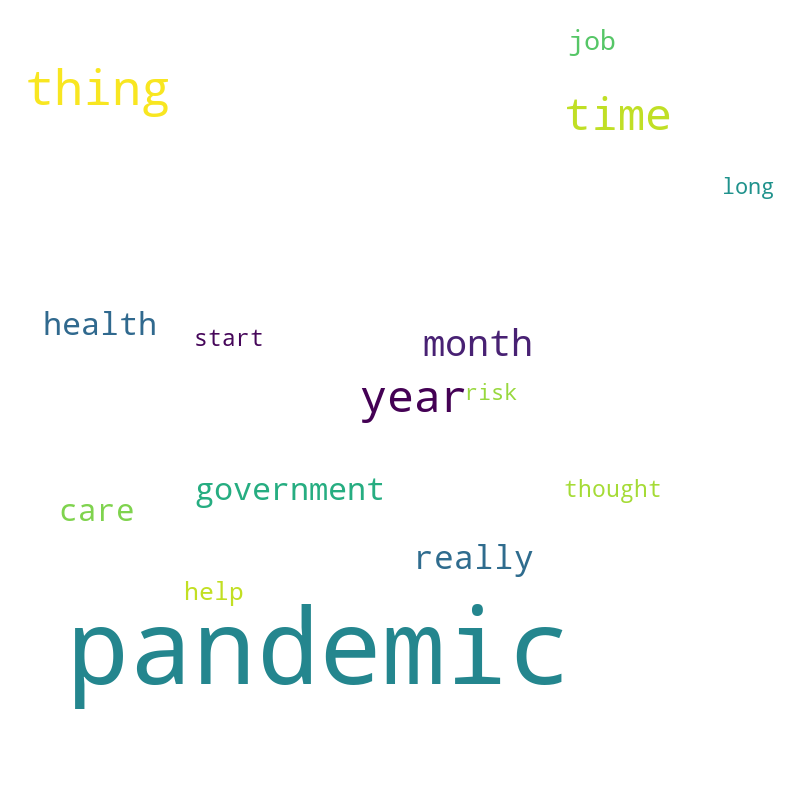 job
thing
time
long
health
start
month
year
risk
government
thought
care
really
help
pandemic